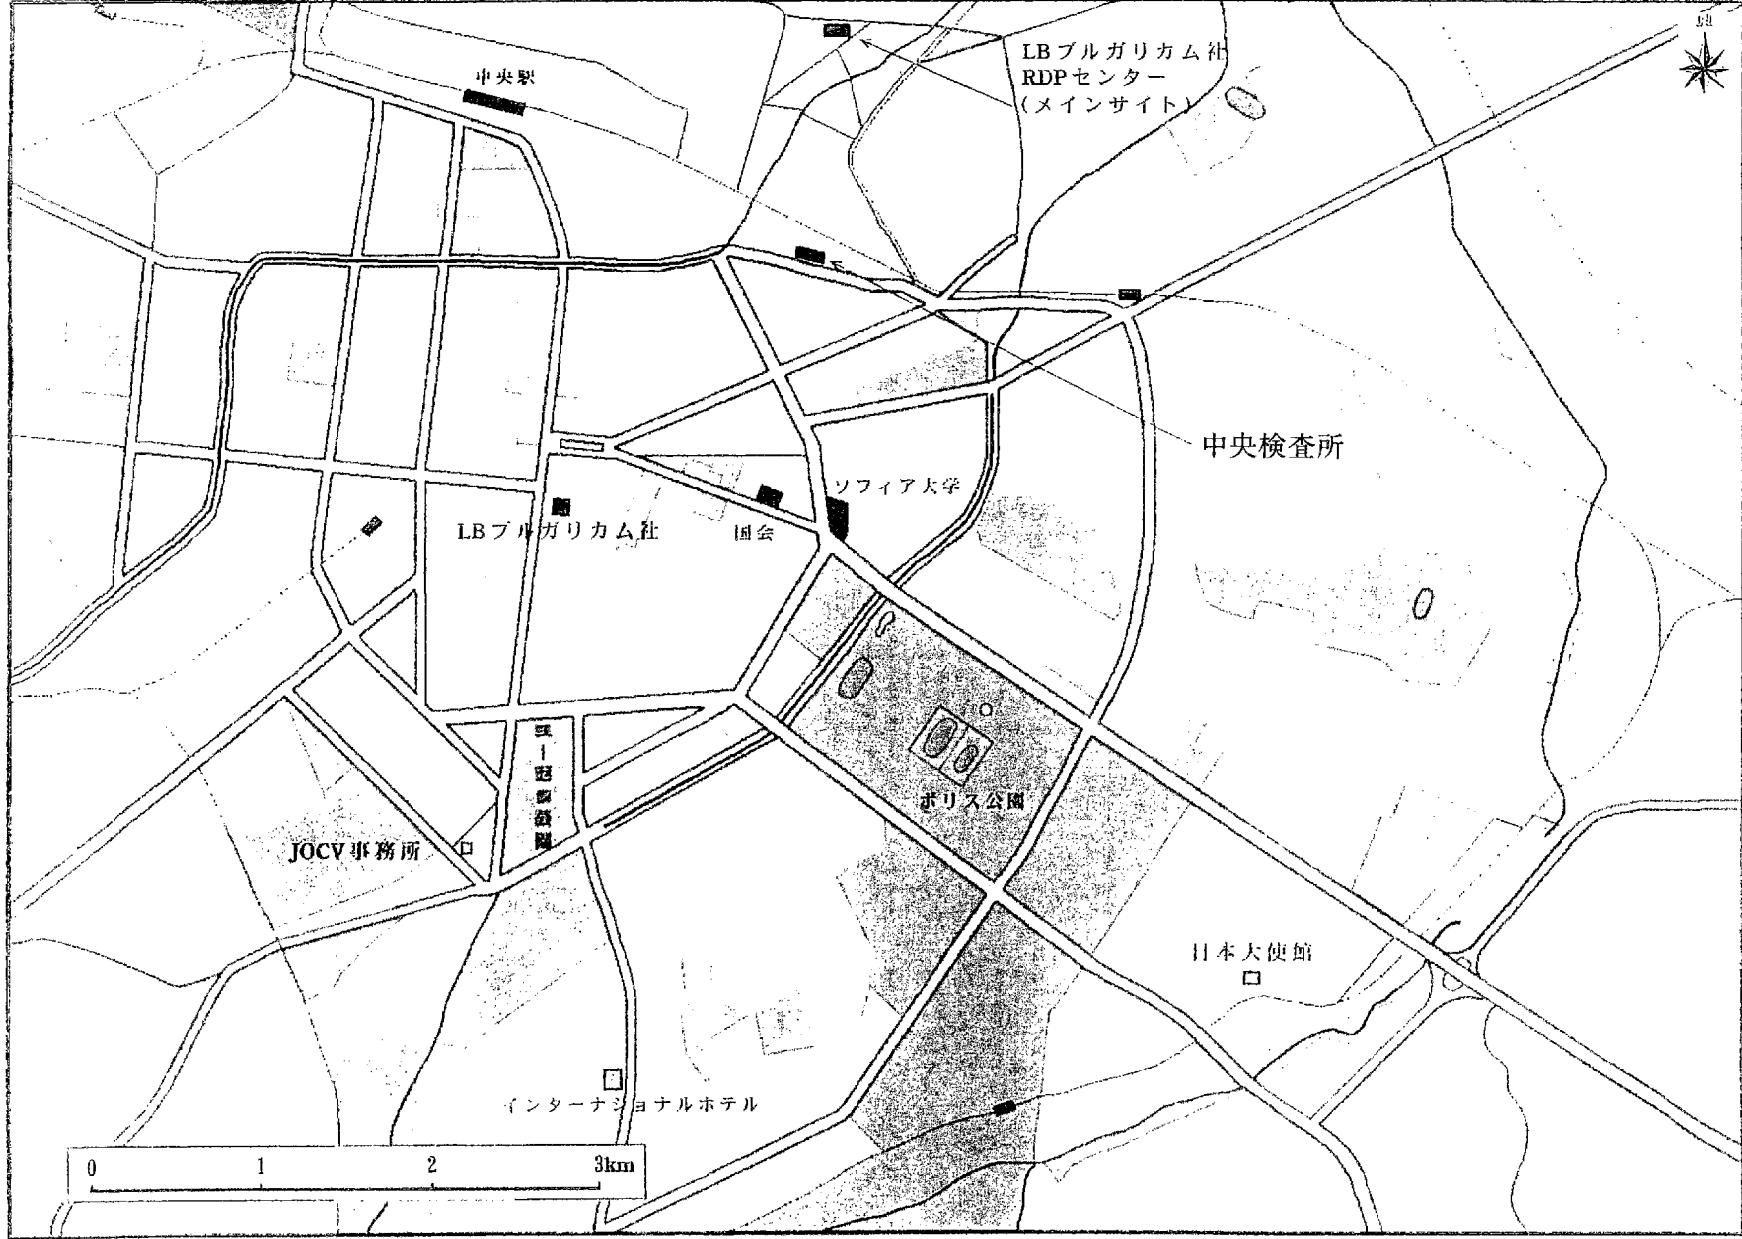 中央駅
LBブルガリカム社
RDPセンター
(メインサイト)
中央検査所
ソフィア大学
LBブルガリカム社
国会
ボリス公園
JOCV事務所
日本大使館
インターナショナルホテル
0 1 2 3km